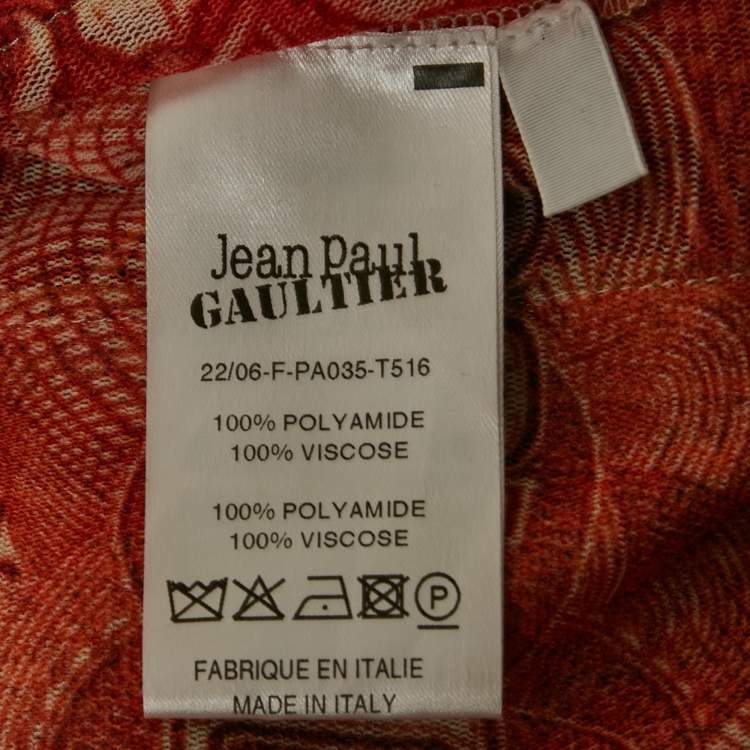 Jean Paul
GAULTIER
22/06-F-PA035-T516
100% POLYAMIDE
100% VISCOSE
100% POLYAMIDE
100% VISCOSE
P
FABRIQUE EN ITALIE
MADE IN ITALY